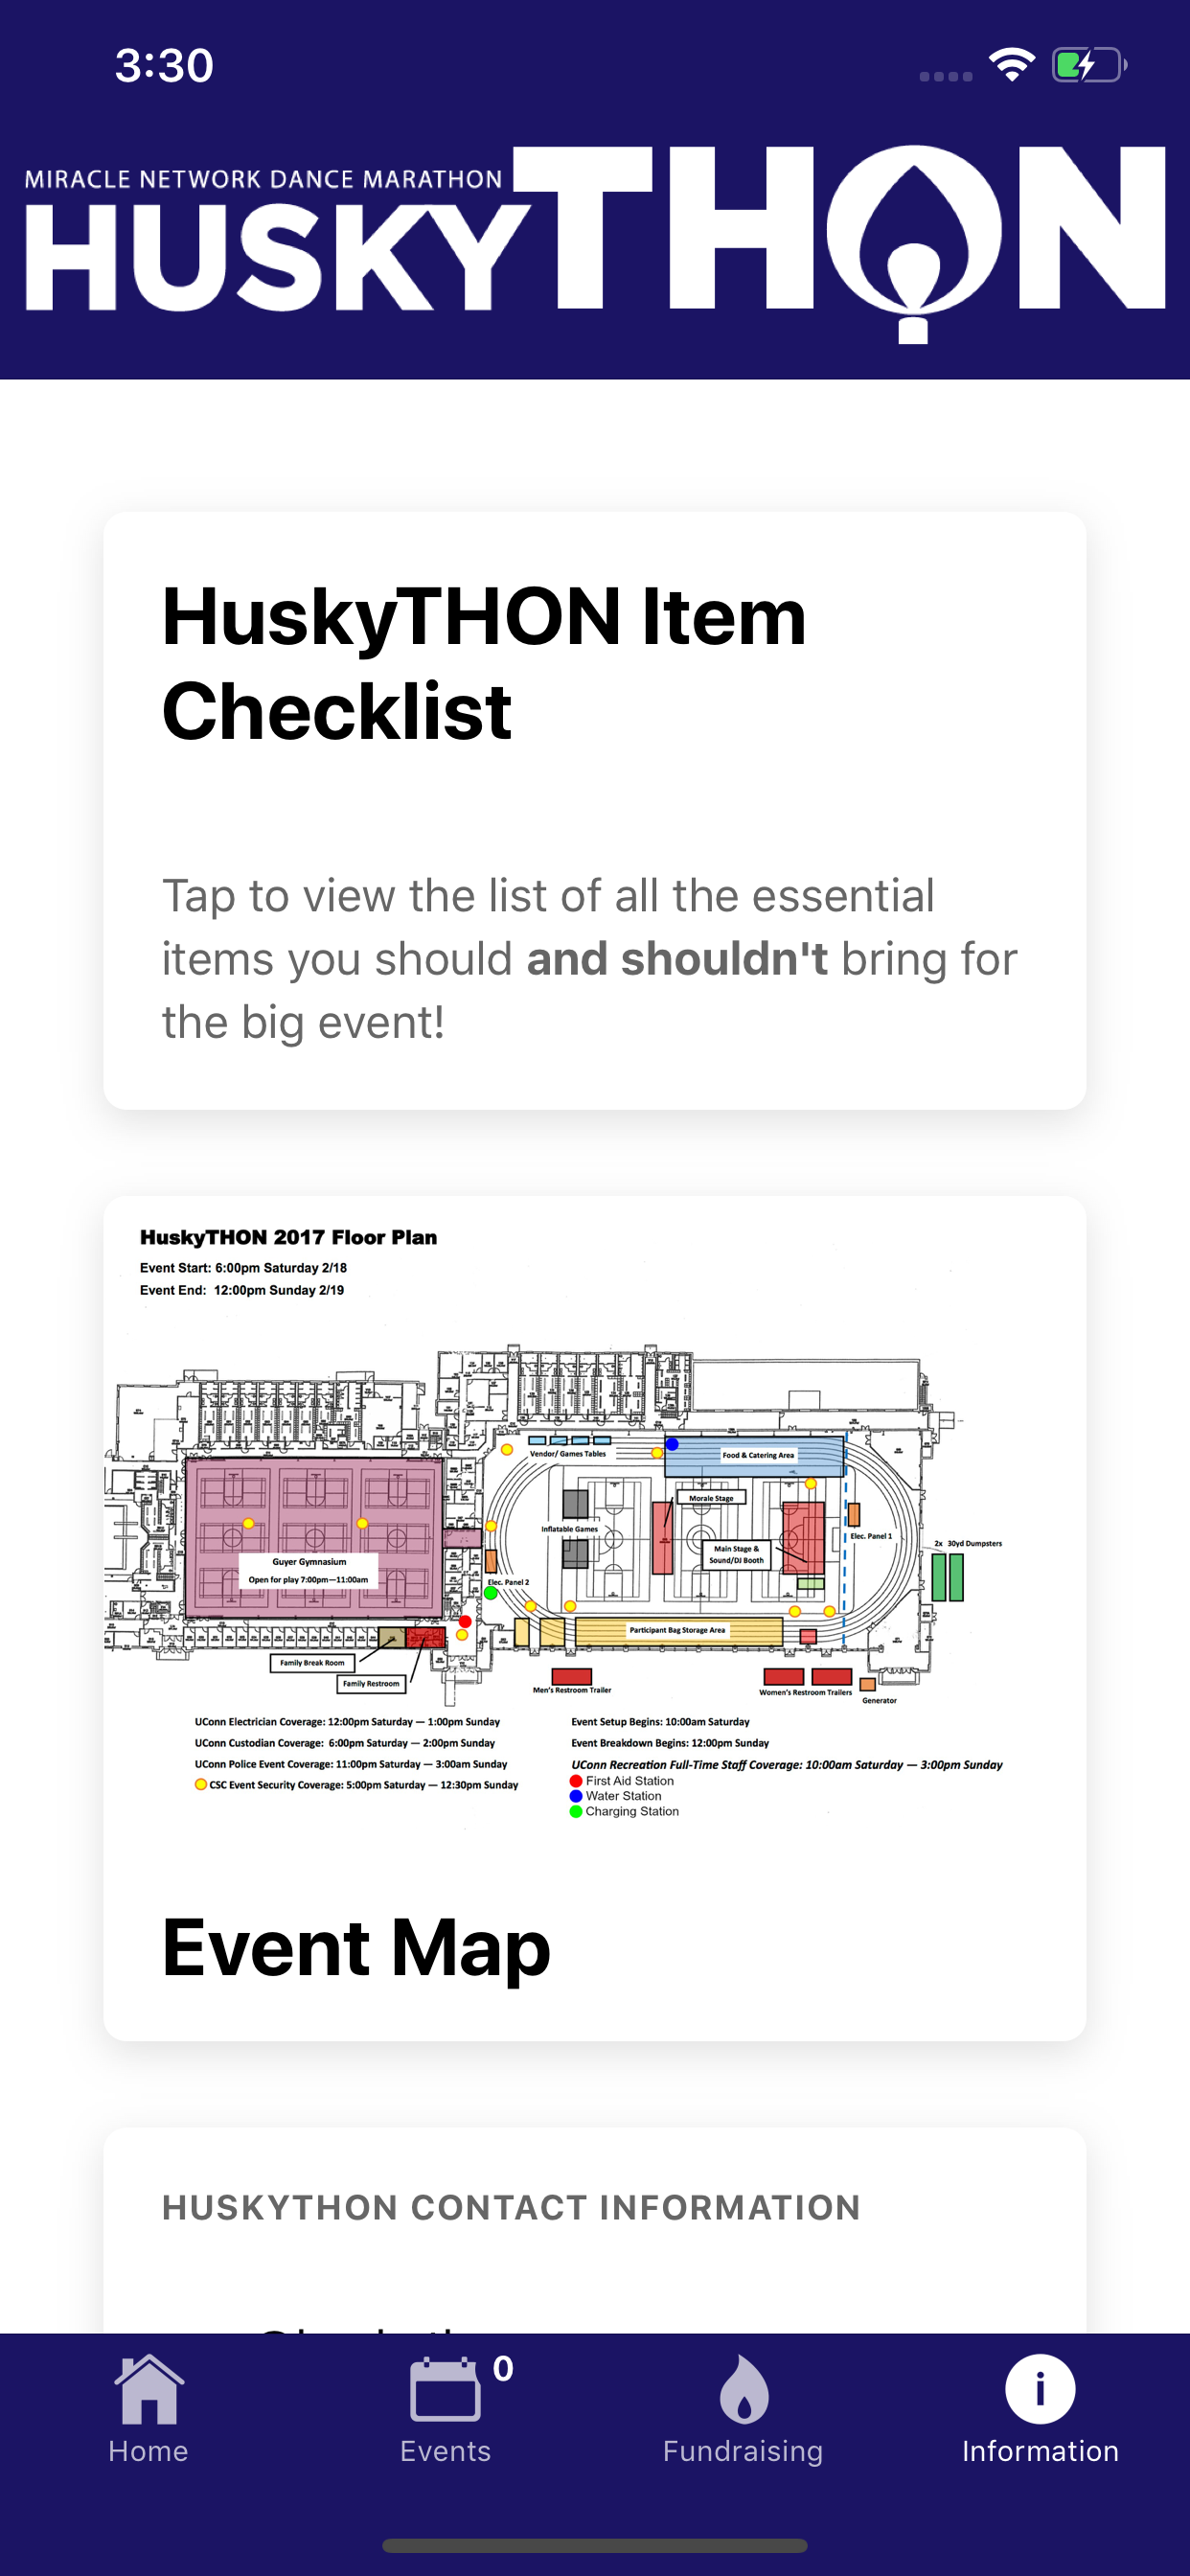 3:30
MIRACLE NETWORK DANCE MARATHON
HUSKYTHON
HuskyTHON Item
Checklist
Tap to view the list of all the essential
items you should and shouldn't bring for
the big event!
HuskyTHON 2017 Floor Plan
Event Start: 6:00pm Saturday 2/18
Event End: 12:00pm Sunday 2/19
Vendor/ Games Tables
Food & Catering Area
Morale Stage
Inflatable Games
Main Stage &
Sound/DJ Booth
Elec. Panel 1
2x 30yd Dumpsters
Guyer Gymnasium
Open for play 7:00pm—11:00am
Elec. Panel 2
Participant Bag Storage Area
Family Break Room
Family Restroom
Men's Restroom Trailer
Women's Restroom Trailers
Generator
UConn Electrician Coverage: 12:00pm Saturday — 1:00pm Sunday
UConn Custodian Coverage: 6:00pm Saturday — 2:00pm Sunday
UConn Police Event Coverage: 11:00pm Saturday — 3:00am Sunday
CSC Event Security Coverage: 5:00pm Saturday — 12:30pm Sunday
Event Setup Begins: 10:00am Saturday
Event Breakdown Begins: 12:00pm Sunday
UConn Recreation Full-Time Staff Coverage: 10:00am Saturday — 3:00pm Sunday
First Aid Station
Water Station
Charging Station
Event Map
HUSKYTHON CONTACT INFORMATION
0
Home
Events
Fundraising
Information